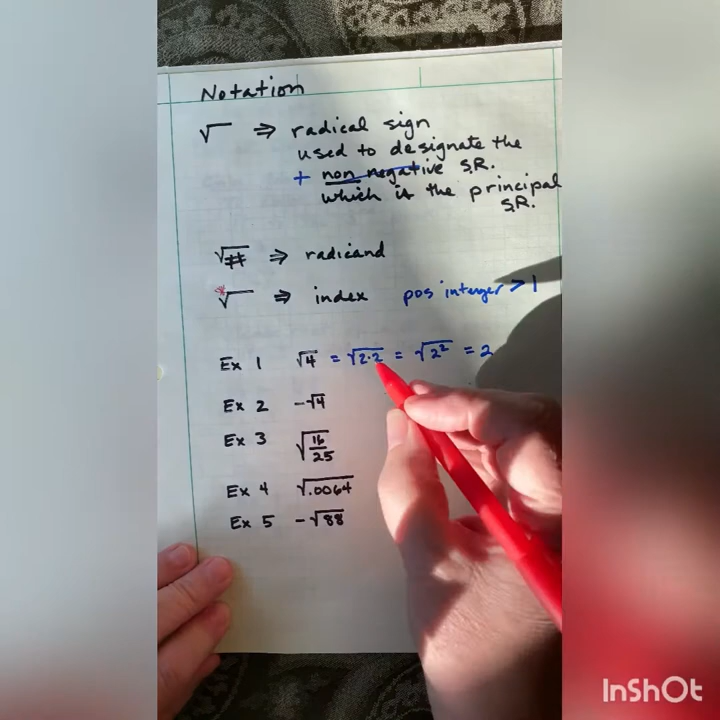 Notation
√ ⇒ radical sign
used to designate the
+ non negative S.R.
which is the principal
S.R.
√## ⇒ radicand
*√ ⇒ index pos interger > 1
Ex 1 √4 = √2·2 = √2² = 2
Ex 2 -√4
Ex 3 √16/25
Ex 4 √.0064
Ex 5 -√88
InShOt